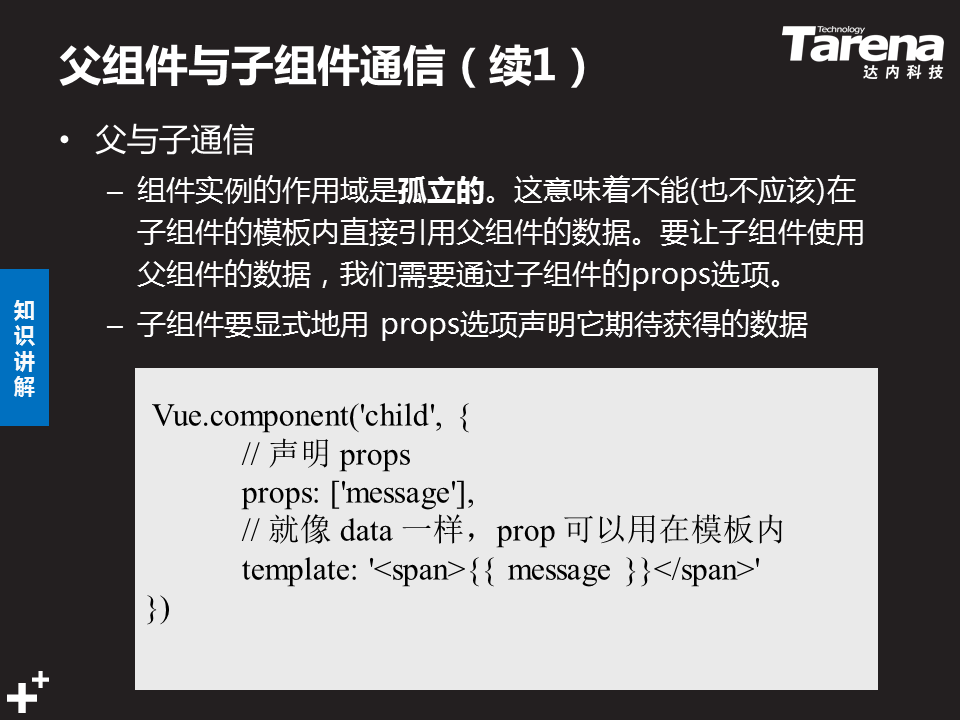 父组件与子组件通信（续1）
Technology
Tarena
达内科技
• 父与子通信
– 组件实例的作用域是孤立的。这意味着不能(也不应该)在
子组件的模板内直接引用父组件的数据。要让子组件使用
父组件的数据，我们需要通过子组件的props选项。
– 子组件要显式地用 props选项声明它期待获得的数据
知
识
讲
解
Vue.component('child', {
// 声明 props
props: ['message'],
// 就像 data 一样，prop 可以用在模板内
template: '<span>{{ message }}</span>'
})